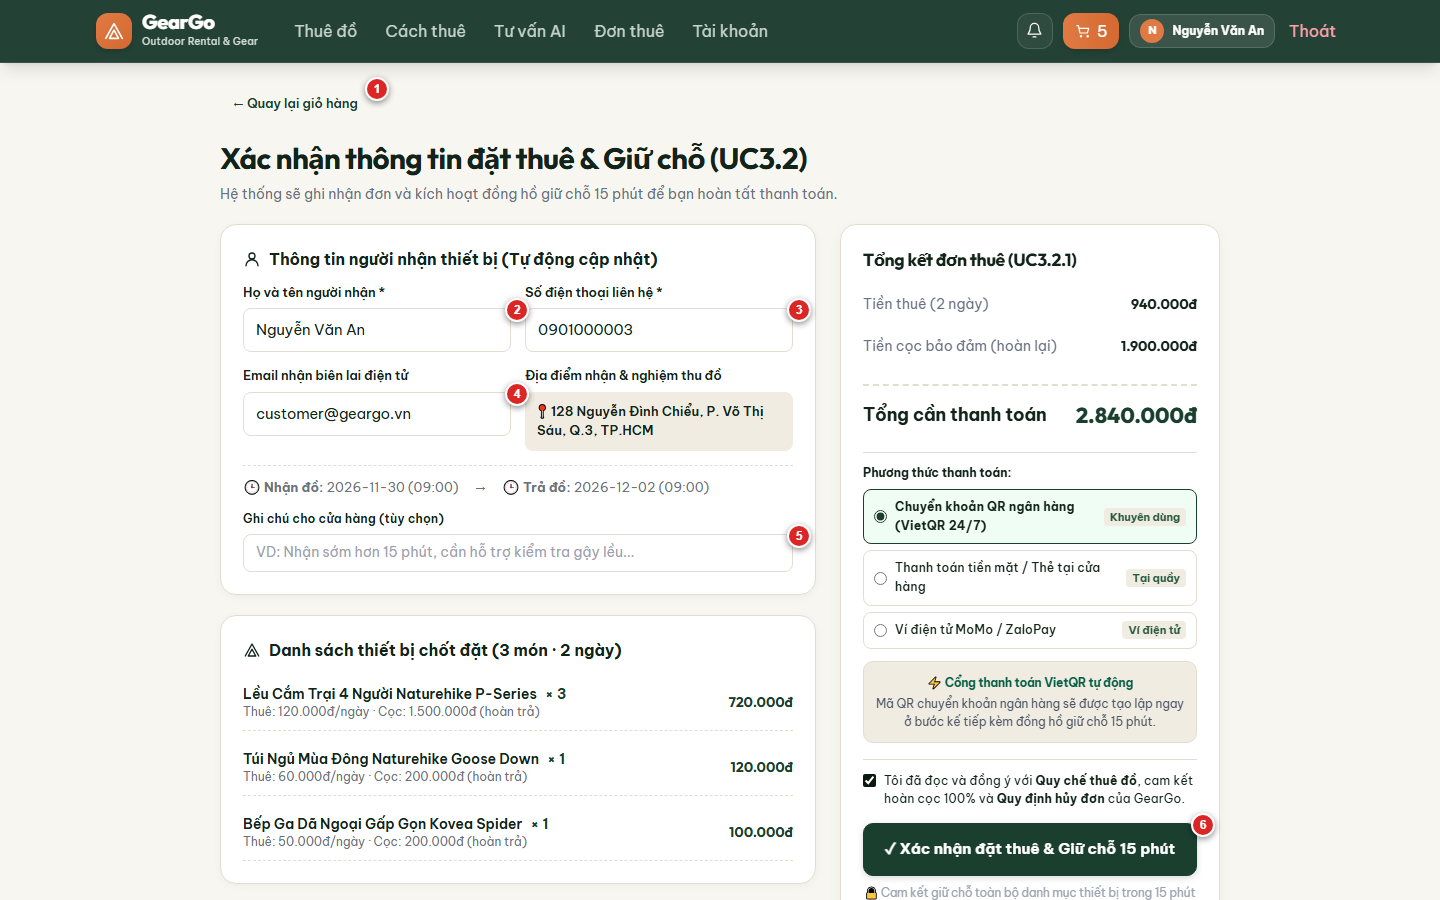 GearGo
Outdoor Rental & Gear
Thuê đồ
Cách thuê
Tư vấn AI
Đơn thuê
Tài khoản
5
N
Nguyễn Văn An
Thoát
← Quay lại giỏ hàng
1
Xác nhận thông tin đặt thuê & Giữ chỗ (UC3.2)
Hệ thống sẽ ghi nhận đơn và kích hoạt đồng hồ giữ chỗ 15 phút để bạn hoàn tất thanh toán.
Thông tin người nhận thiết bị (Tự động cập nhật)
Họ và tên người nhận *
Nguyễn Văn An
2
Số điện thoại liên hệ *
0901000003
3
Email nhận biên lai điện tử
customer@geargo.vn
4
Địa điểm nhận & nghiệm thu đồ
128 Nguyễn Đình Chiểu, P. Võ Thị
Sáu, Q.3, TP.HCM
Nhận đồ: 2026-11-30 (09:00) → Trả đồ: 2026-12-02 (09:00)
Ghi chú cho cửa hàng (tùy chọn)
VD: Nhận sớm hơn 15 phút, cần hỗ trợ kiểm tra gậy lều...
5
Danh sách thiết bị chốt đặt (3 món · 2 ngày)
Lều Cắm Trại 4 Người Naturehike P-Series × 3
Thuê: 120.000đ/ngày · Cọc: 1.500.000đ (hoàn trả)
720.000đ
Túi Ngủ Mùa Đông Naturehike Goose Down × 1
Thuê: 60.000đ/ngày · Cọc: 200.000đ (hoàn trả)
120.000đ
Bếp Ga Dã Ngoại Gấp Gọn Kovea Spider × 1
Thuê: 50.000đ/ngày · Cọc: 200.000đ (hoàn trả)
100.000đ
Tổng kết đơn thuê (UC3.2.1)
Tiền thuê (2 ngày) 940.000đ
Tiền cọc bảo đảm (hoàn lại) 1.900.000đ
Tổng cần thanh toán 2.840.000đ
Phương thức thanh toán:
Chuyển khoản QR ngân hàng
(VietQR 24/7)
Khuyên dùng
Thanh toán tiền mặt / Thẻ tại cửa
hàng
Tại quầy
Ví điện tử MoMo / ZaloPay
Ví điện tử
⚡ Cổng thanh toán VietQR tự động
Mã QR chuyển khoản ngân hàng sẽ được tạo lập ngay
ở bước kế tiếp kèm đồng hồ giữ chỗ 15 phút.
Tôi đã đọc và đồng ý với Quy chế thuê đồ, cam kết
hoàn cọc 100% và Quy định hủy đơn của GearGo.
6
✓ Xác nhận đặt thuê & Giữ chỗ 15 phút
Cam kết giữ chỗ toàn bộ danh mục thiết bị trong 15 phút